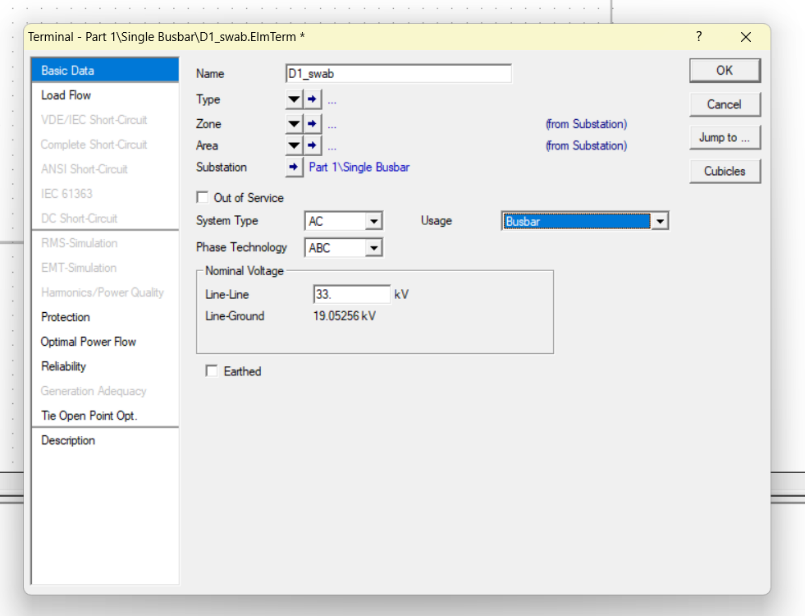 Terminal - Part 1\Single Busbar\D1_swab.ElmTerm *
?
Basic Data
Load Flow
VDE/IEC Short-Circuit
Complete Short-Circuit
ANSI Short-Circuit
IEC 61363
DC Short-Circuit
RMS-Simulation
EMT-Simulation
Harmonics/Power Quality
Protection
Optimal Power Flow
Reliability
Generation Adequacy
Tie Open Point Opt.
Description
Name D1_swab
Type ...
Zone ... (from Substation)
Area ... (from Substation)
Substation Part 1\Single Busbar
Out of Service
System Type AC Usage Busbar
Phase Technology ABC
Nominal Voltage
Line-Line 33. kV
Line-Ground 19.05256 kV
Earthed
OK
Cancel
Jump to ...
Cubicles